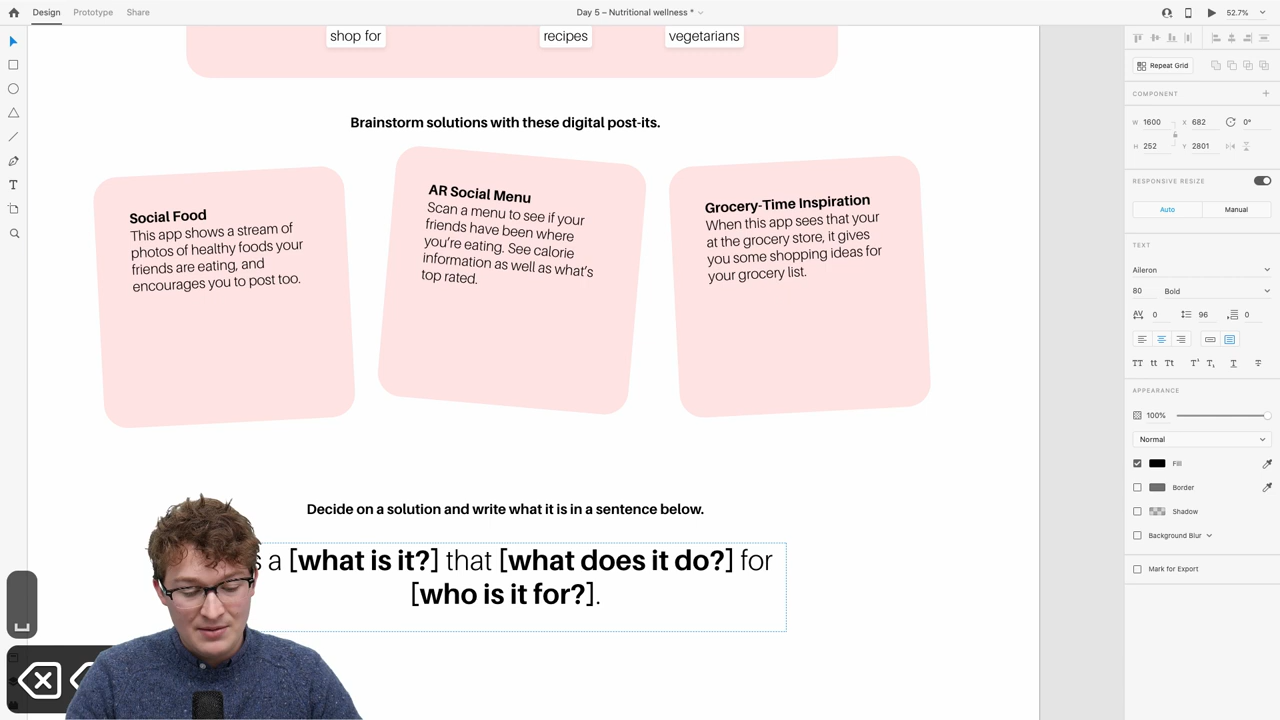 Design
Prototype
Share
Day 5 – Nutritional wellness *
52.7%
shop for
recipes
vegetarians
Brainstorm solutions with these digital post-its.
Social Food
This app shows a stream of
photos of healthy foods your
friends are eating, and
encourages you to post too.
AR Social Menu
Scan a menu to see if your
friends have been where
you're eating. See calorie
information as well as what's
top rated.
Grocery-Time Inspiration
When this app sees that your
at the grocery store, it gives
you some shopping ideas for
your grocery list.
Decide on a solution and write what it is in a sentence below.
a [what is it?] that [what does it do?] for
[who is it for?].
Repeat Grid
COMPONENT
W 1600 X 682 0°
H 252 Y 2801
RESPONSIVE RESIZE
Auto
Manual
TEXT
Aileron
80 Bold
AV 0 96 0
TT tt Tt T¹ T₁ T T
APPEARANCE
100%
Normal
Fill
Border
Shadow
Background Blur
Mark for Export